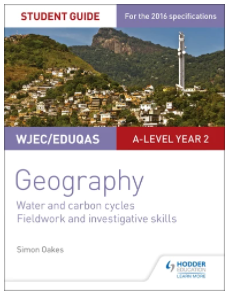 STUDENT GUIDE
For the 2016 specifications
WJEC/EDUQAS
A-LEVEL YEAR 2
Geography
Water and carbon cycles
Fieldwork and investigative skills
Simon Oakes
HODDER
EDUCATION
LEARN MORE